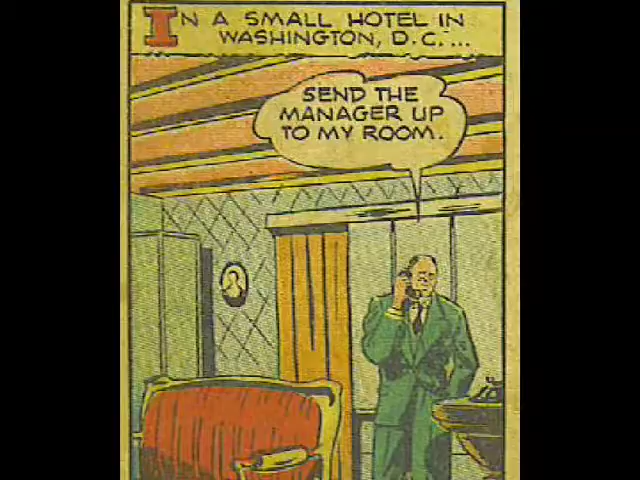 IN A SMALL HOTEL IN
WASHINGTON, D.C. ...
SEND THE
MANAGER UP
TO MY ROOM.